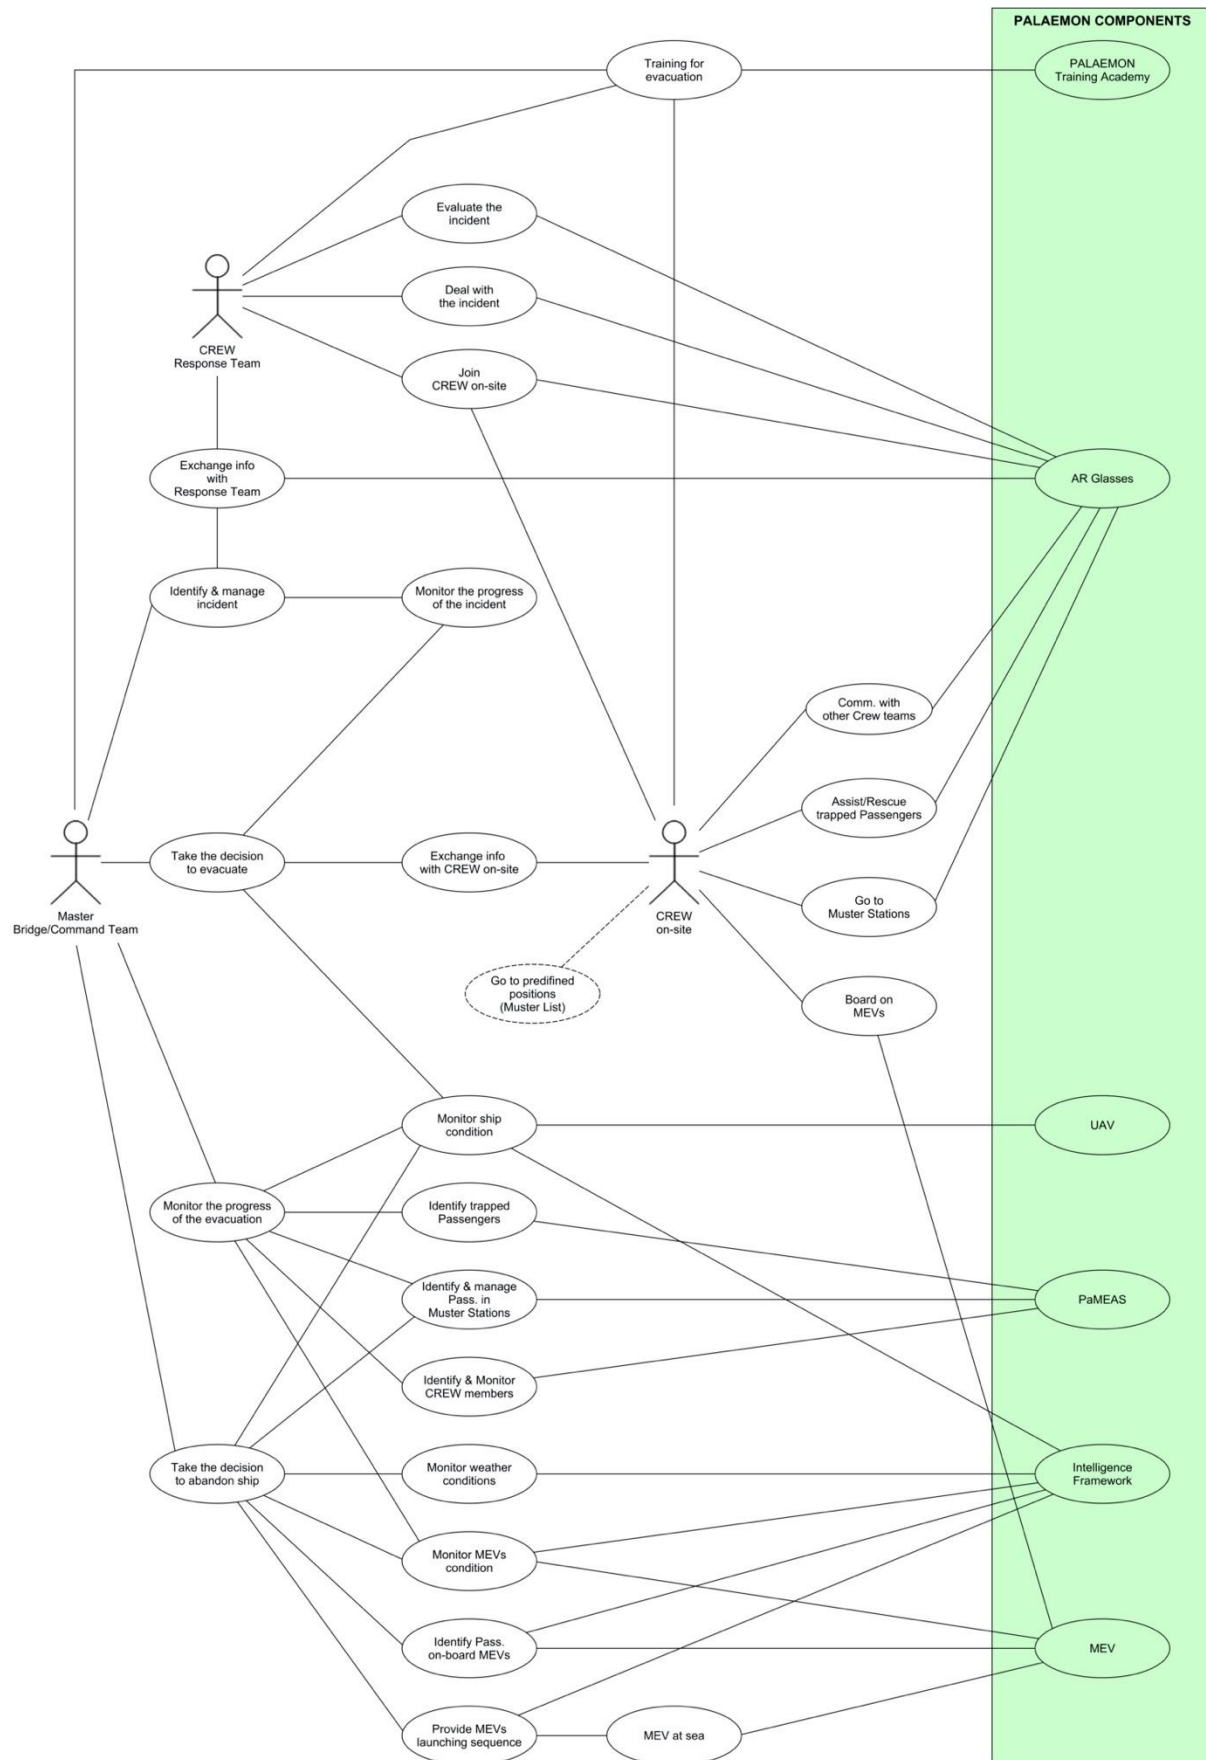 PALAEMON COMPONENTS
Training for
evacuation
PALAEMON
Training Academy
Evaluate the
incident
Deal with
the incident
CREW
Response Team
Join
CREW on-site
Exchange info
with
Response Team
AR Glasses
Identify & manage
incident
Monitor the progress
of the incident
Comm. with
other Crew teams
Assist/Rescue
trapped Passengers
Take the decision
to evacuate
Exchange info
with CREW on-site
Master
Bridge/Command Team
CREW
on-site
Go to
Muster Stations
Go to predifined
positions
(Muster List)
Board on
MEVs
Monitor ship
condition
UAV
Monitor the progress
of the evacuation
Identify trapped
Passengers
Identify & manage
Pass. in
Muster Stations
PaMEAS
Identify & Monitor
CREW members
Take the decision
to abandon ship
Monitor weather
conditions
Intelligence
Framework
Monitor MEVs
condition
Identify Pass.
on-board MEVs
MEV
Provide MEVs
launching sequence
MEV at sea